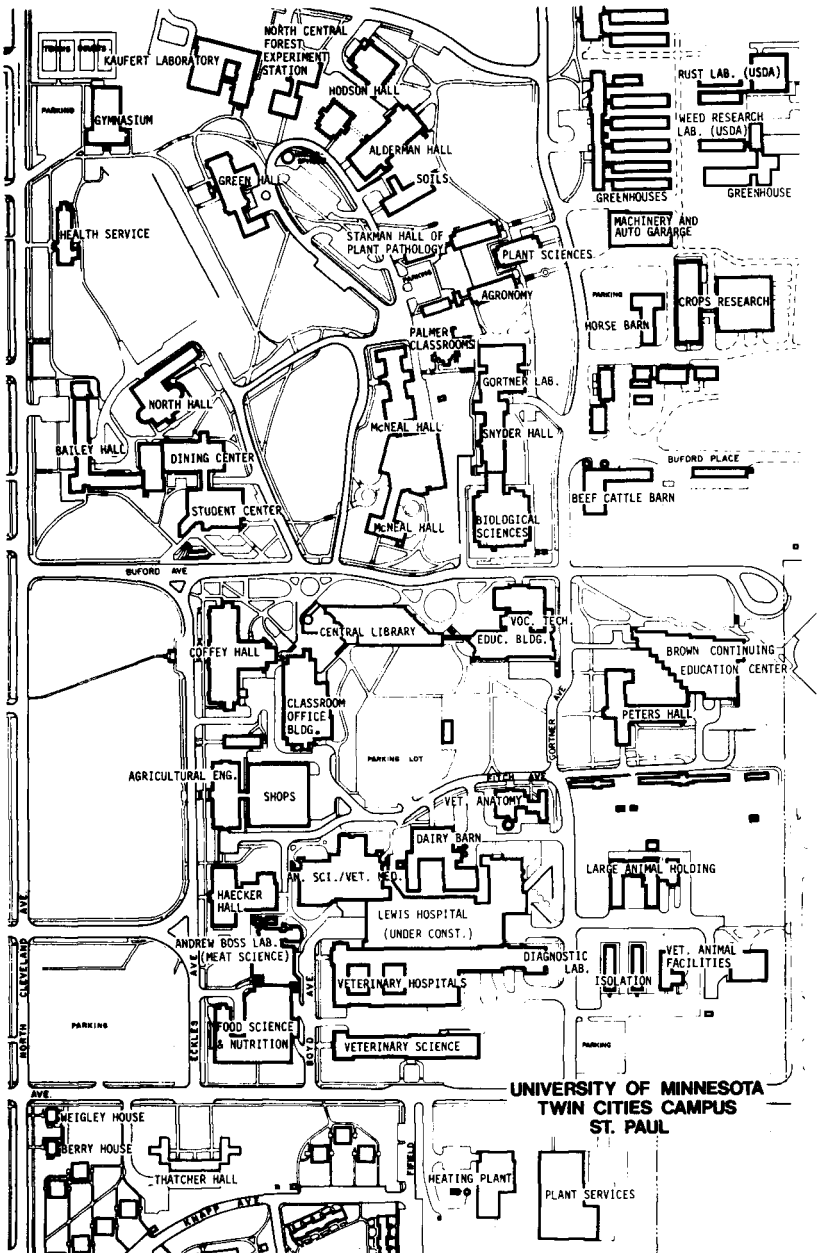 TENNIS COURTS
NORTH CENTRAL
FOREST
EXPERIMENT
STATION
KAUFERT LABORATORY
HODSON HALL
RUST LAB. (USDA)
PARKING
GYMNASIUM
WEED RESEARCH
LAB. (USDA)
ALDERMAN HALL
GREEN HALL
SOILS
GREENHOUSES
GREENHOUSE
HEALTH SERVICE
STAKMAN HALL OF
PLANT PATHOLOGY
MACHINERY AND
AUTO GARARGE
PLANT SCIENCES
PARKING
AGRONOMY
PARKING
CROPS RESEARCH
HORSE BARN
PALMER
CLASSROOMS
GORTNER LAB.
NORTH HALL
McNEAL HALL
SNYDER HALL
BAILEY HALL
DINING CENTER
BUFORD PLACE
BEEF CATTLE BARN
STUDENT CENTER
McNEAL HALL
BIOLOGICAL
SCIENCES
BUFORD AVE
CENTRAL LIBRARY
VOC. TECH.
EDUC. BLDG.
COFFEY HALL
BROWN CONTINUING
EDUCATION CENTER
CLASSROOM
OFFICE
BLDG.
GORTNER AVE
PETERS HALL
PARKING LOT
AGRICULTURAL ENG.
SHOPS
FITCH AVE
VET. ANATOMY
DAIRY BARN
AN. SCI./VET. MED.
LARGE ANIMAL HOLDING
HAECKER
HALL
LEWIS HOSPITAL
(UNDER CONST.)
NORTH CLEVELAND AVE.
ANDREW BOSS LAB.
(MEAT SCIENCE)
DIAGNOSTIC
LAB.
VET. ANIMAL
FACILITIES
ISOLATION
VETERINARY HOSPITALS
ECKLES AVE
BOYD AVE.
PARKING
FOOD SCIENCE
& NUTRITION
VETERINARY SCIENCE
PARKING
AVE.
UNIVERSITY OF MINNESOTA
TWIN CITIES CAMPUS
ST. PAUL
WEIGLEY HOUSE
BERRY HOUSE
THATCHER HALL
FIFIELD
HEATING PLANT
PLANT SERVICES
KNAPP AVE